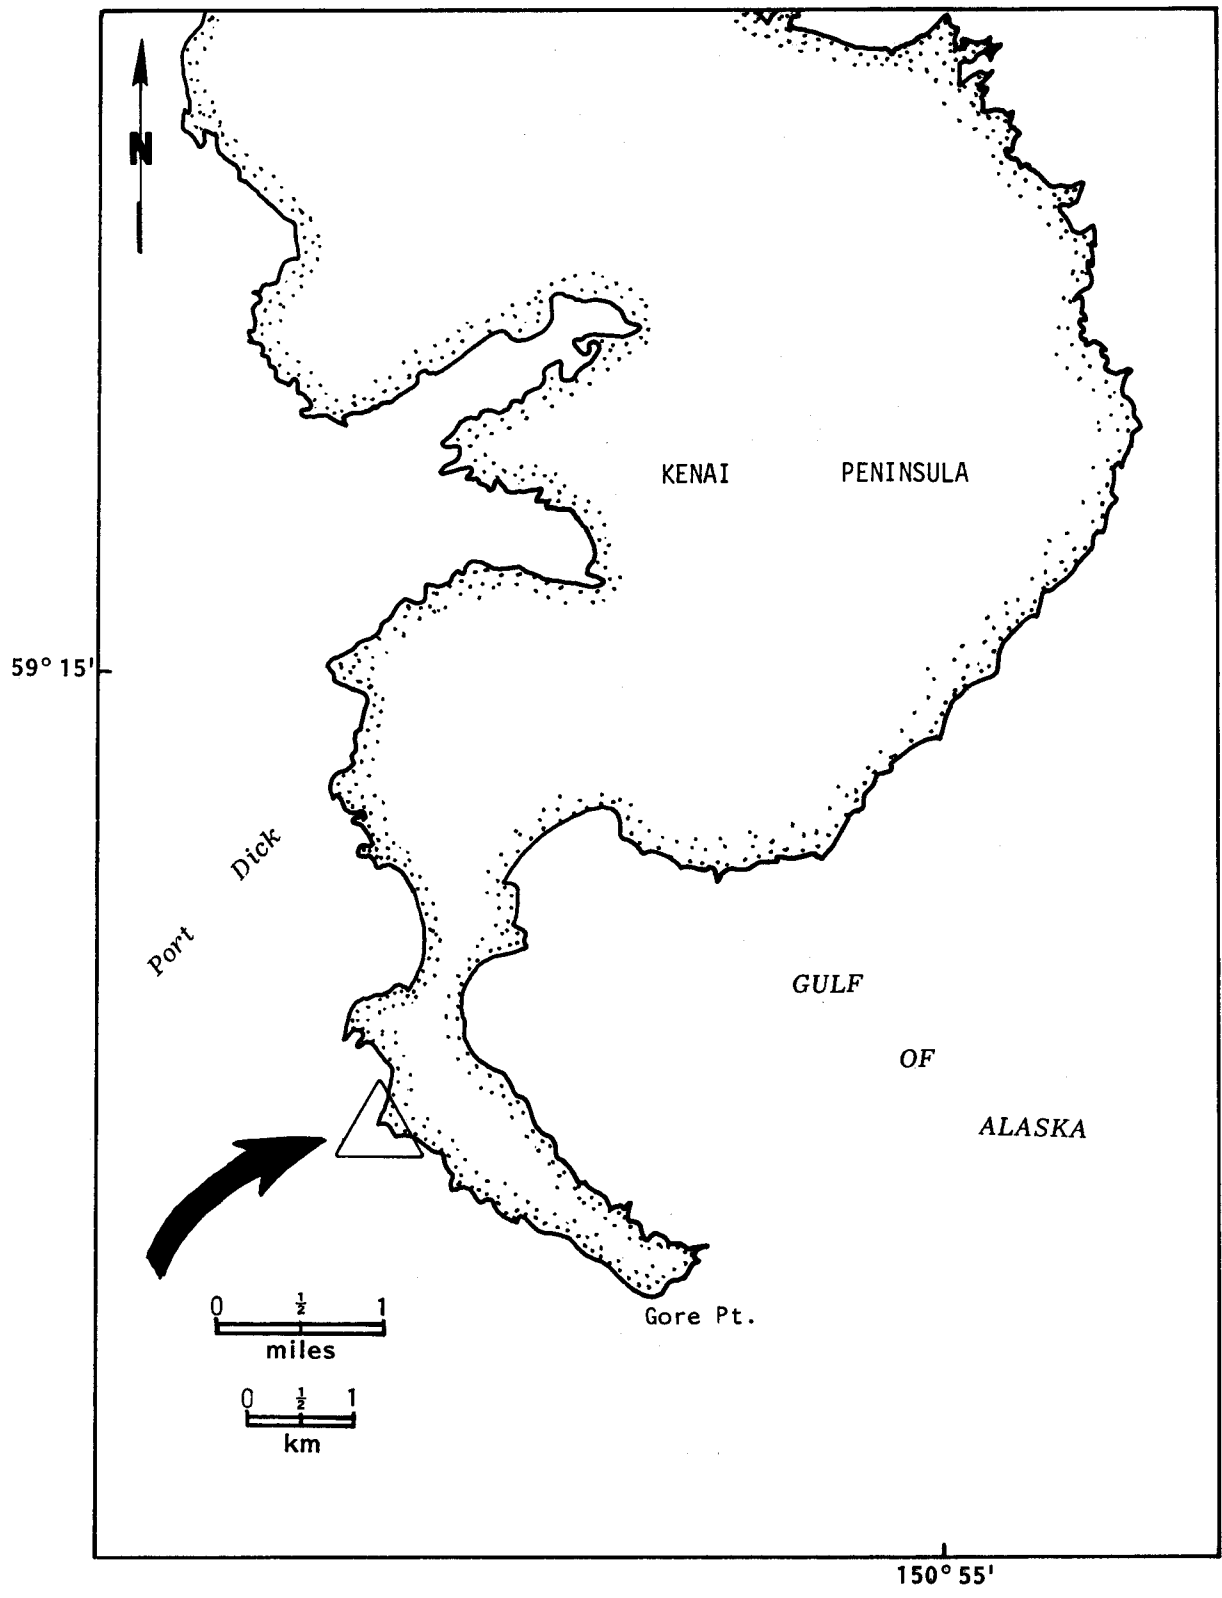 N
KENAI PENINSULA
59° 15'
Port Dick
GULF
OF
ALASKA
0 ½ 1
miles
Gore Pt.
0 ½ 1
km
150° 55'